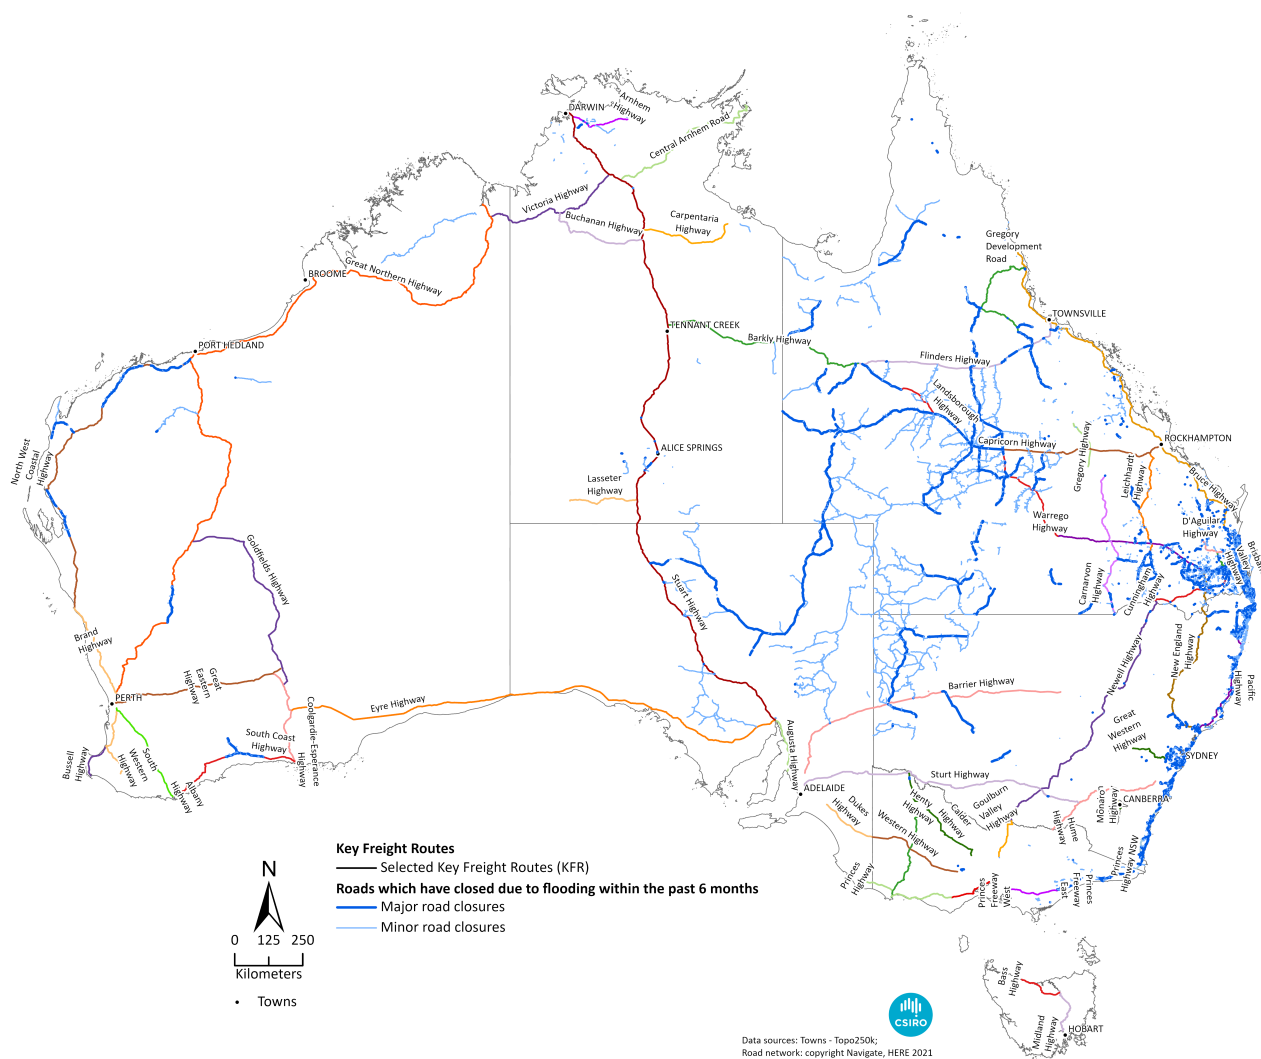 DARWIN
Arnhem
Highway
Central Arnhem Road
Victoria Highway
Buchanan Highway
Carpentaria
Highway
Gregory
Development
Road
BROOME
Great Northern Highway
TOWNSVILLE
TENNANT CREEK
Barkly Highway
Flinders Highway
PORT HEDLAND
Landsborough
Highway
North West
Coastal
Highway
ALICE SPRINGS
Capricorn Highway
Gregory Highway
ROCKHAMPTON
Leichhardt
Highway
Bruce Highway
Lasseter
Highway
Warrego
Highway
D'Aguilar
Highway
Brisba
Valley
Highway
Goldfields Highway
Stuart Highway
Carnarvon
Highway
Cunningham
Highway
Brand
Highway
Great
Eastern
Highway
PERTH
Newell Highway
New England
Highway
Pacific
Highway
Barrier Highway
Eyre Highway
Coolgardie-Esperance
Highway
South Coast
Highway
Great
Western
Highway
SYDNEY
Bussell
Highway
South
Western
Highway
Albany
Highway
Augusta Highway
ADELAIDE
Sturt Highway
Dukes
Highway
Western Highway
Henty
Highway
Calder
Highway
Goulburn
Valley
Highway
Hume
Highway
Monaro
Highway
CANBERRA
Princes
Highway
Princes
Freeway
West
Princes
Freeway
East
Princes
Highway NSW
Key Freight Routes
Selected Key Freight Routes (KFR)
Roads which have closed due to flooding within the past 6 months
Major road closures
Minor road closures
N
0 125 250
Kilometers
Towns
Bass
Highway
Midland
Highway
HOBART
CSIRO
Data sources: Towns - Topo250k;
Road network: copyright Navigate, HERE 2021